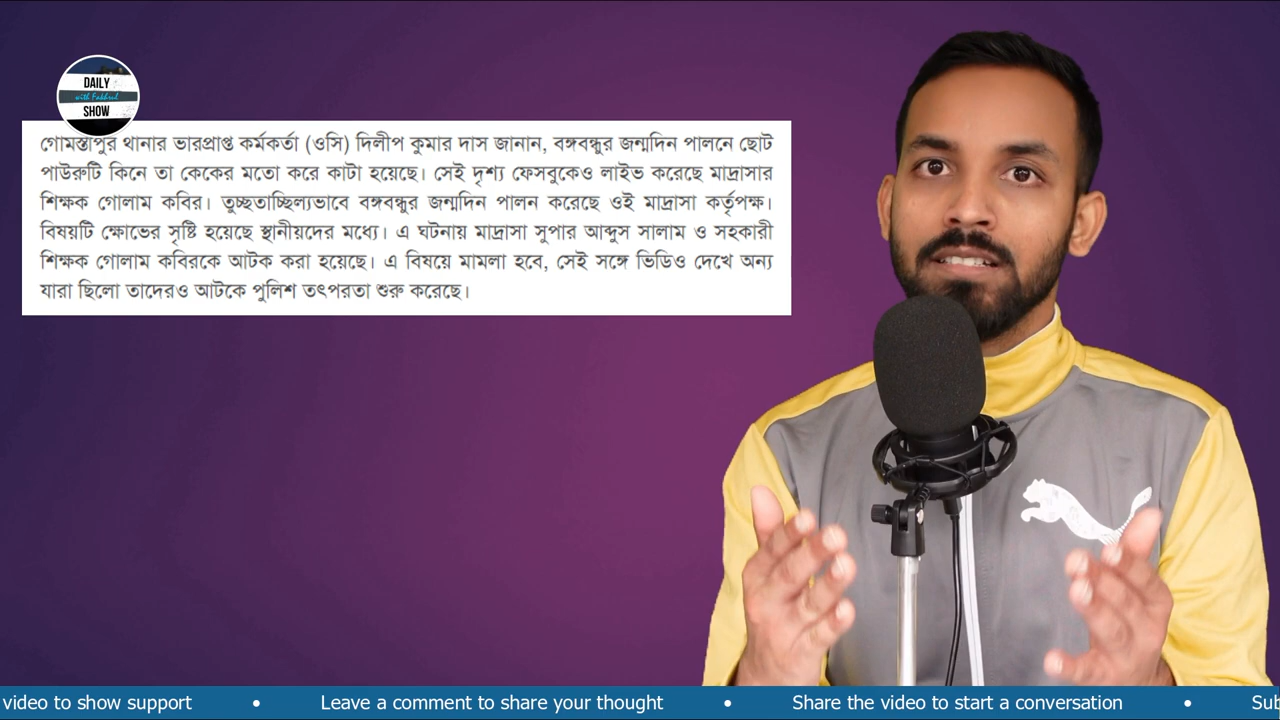 DAILY
with Fakhrul
SHOW
গোমস্তাপুর থানার ভারপ্রাপ্ত কর্মকর্তা (ওসি) দিলীপ কুমার দাস জানান, বঙ্গবন্ধুর জন্মদিন পালনে ছোট
পাউরুটি কিনে তা কেকের মতো করে কাটা হয়েছে। সেই দৃশ্য ফেসবুকেও লাইভ করেছে মাদ্রাসার
শিক্ষক গোলাম কবির। তুচ্ছতাচ্ছিল্যভাবে বঙ্গবন্ধুর জন্মদিন পালন করেছে ওই মাদ্রাসা কর্তৃপক্ষ।
বিষয়টি ক্ষোভের সৃষ্টি হয়েছে স্থানীয়দের মধ্যে। এ ঘটনায় মাদ্রাসা সুপার আব্দুস সালাম ও সহকারী
শিক্ষক গোলাম কবিরকে আটক করা হয়েছে। এ বিষয়ে মামলা হবে, সেই সঙ্গে ভিডিও দেখে অন্য
যারা ছিলো তাদেরও আটকে পুলিশ তৎপরতা শুরু করেছে।
video to show support • Leave a comment to share your thought • Share the video to start a conversation • Sub